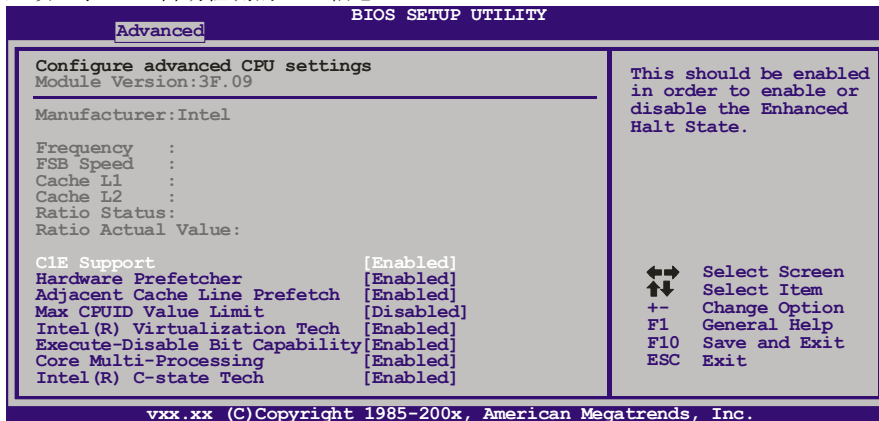 BIOS SETUP UTILITY
Advanced
Configure advanced CPU settings
Module Version:3F.09
Manufacturer:Intel
Frequency :
FSB Speed :
Cache L1 :
Cache L2 :
Ratio Status:
Ratio Actual Value:
C1E Support [Enabled]
Hardware Prefetcher [Enabled]
Adjacent Cache Line Prefetch [Enabled]
Max CPUID Value Limit [Disabled]
Intel(R) Virtualization Tech [Enabled]
Execute-Disable Bit Capability[Enabled]
Core Multi-Processing [Enabled]
Intel(R) C-state Tech [Enabled]
This should be enabled
in order to enable or
disable the Enhanced
Halt State.
Select Screen
Select Item
+- Change Option
F1 General Help
F10 Save and Exit
ESC Exit
vxx.xx (C)Copyright 1985-200x, American Megatrends, Inc.